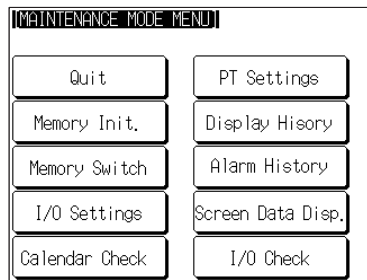 [MAINTENANCE MODE MENU]
Quit
PT Settings
Memory Init.
Display Hisory
Memory Switch
Alarm History
I/O Settings
Screen Data Disp.
Calendar Check
I/O Check